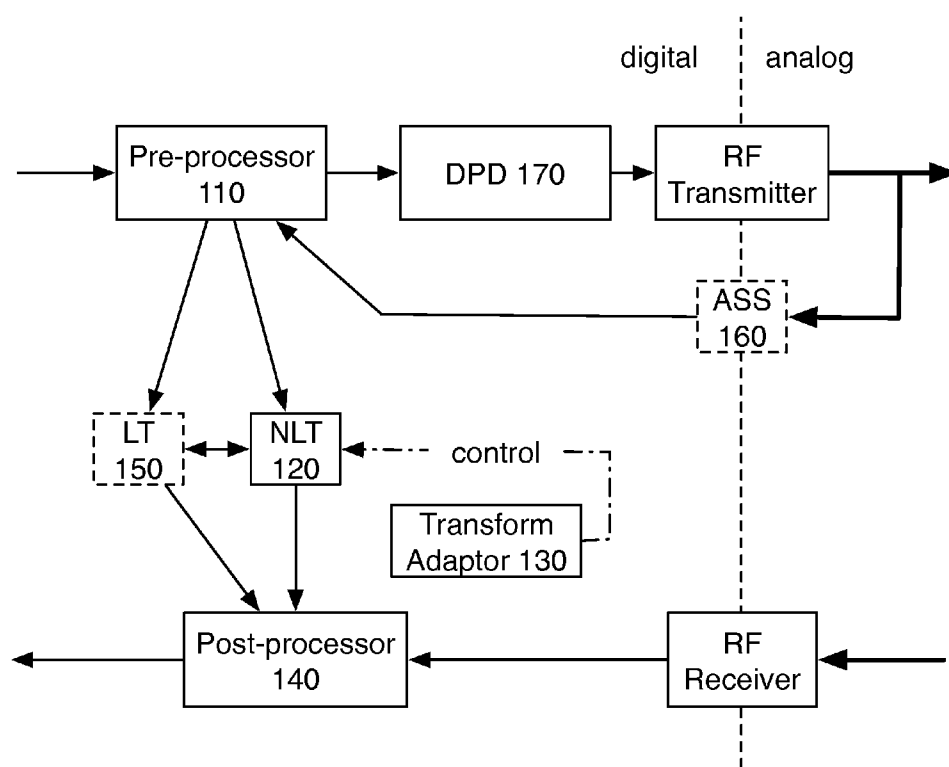 digital
analog
Pre-processor
110
DPD 170
RF
Transmitter
ASS
160
LT
150
NLT
120
control
Transform
Adaptor 130
Post-processor
140
RF
Receiver